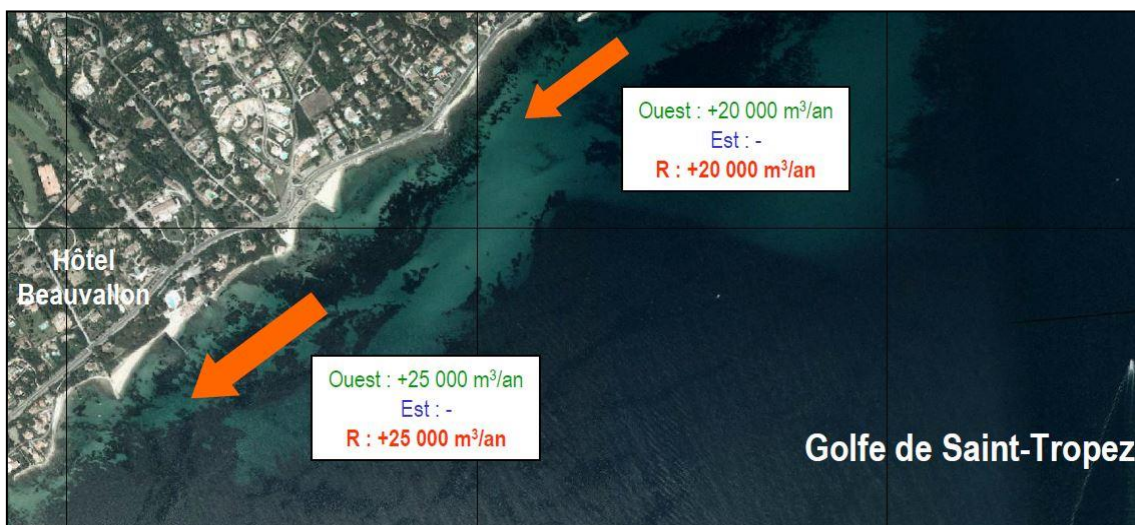 Ouest : +20 000 m³/an
Est : -
R : +20 000 m³/an
Hôtel
Beauvallon
Ouest : +25 000 m³/an
Est : -
R : +25 000 m³/an
Golfe de Saint-Tropez